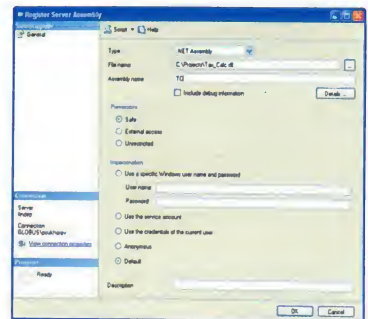 Register Server Assembly
General
Script
Help
Type
.NET Assembly
File name
C:\Projects\Tax_Calc.dll
...
Assembly name
TC
Include debug information
Details ...
Permissions
Safe
External access
Unrestricted
Impersonation
Use a specific Windows user name and password
User name
Password
Use the service account
Use the credentials of the current user
Anonymous
Default
Description
Connection
Server
Connection
View connection properties
Progress
Ready
OK
Cancel